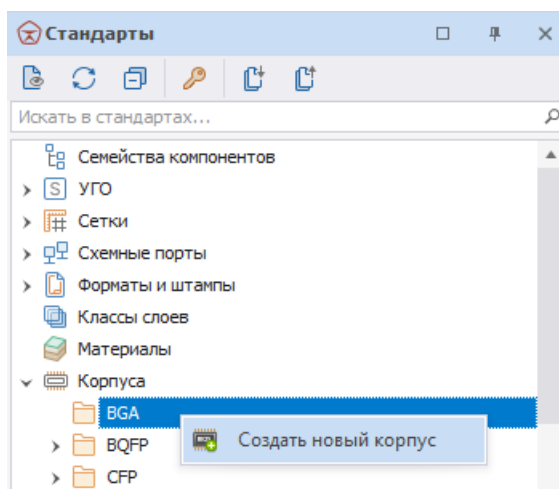 Стандарты
Искать в стандартах...
Семейства компонентов
УГО
Сетки
Схемные порты
Форматы и штампы
Классы слоев
Материалы
Корпуса
BGA
Создать новый корпус
BQFP
CFP